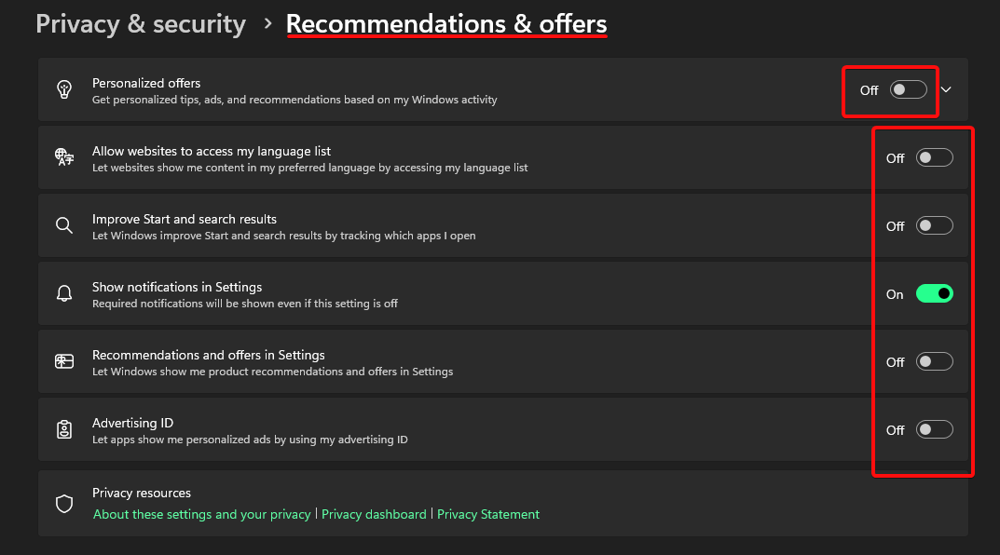 Privacy & security > Recommendations & offers
Personalized offers
Get personalized tips, ads, and recommendations based on my Windows activity
Off
Allow websites to access my language list
Let websites show me content in my preferred language by accessing my language list
Off
Improve Start and search results
Let Windows improve Start and search results by tracking which apps I open
Off
Show notifications in Settings
Required notifications will be shown even if this setting is off
On
Recommendations and offers in Settings
Let Windows show me product recommendations and offers in Settings
Off
Advertising ID
Let apps show me personalized ads by using my advertising ID
Off
Privacy resources
About these settings and your privacy | Privacy dashboard | Privacy Statement